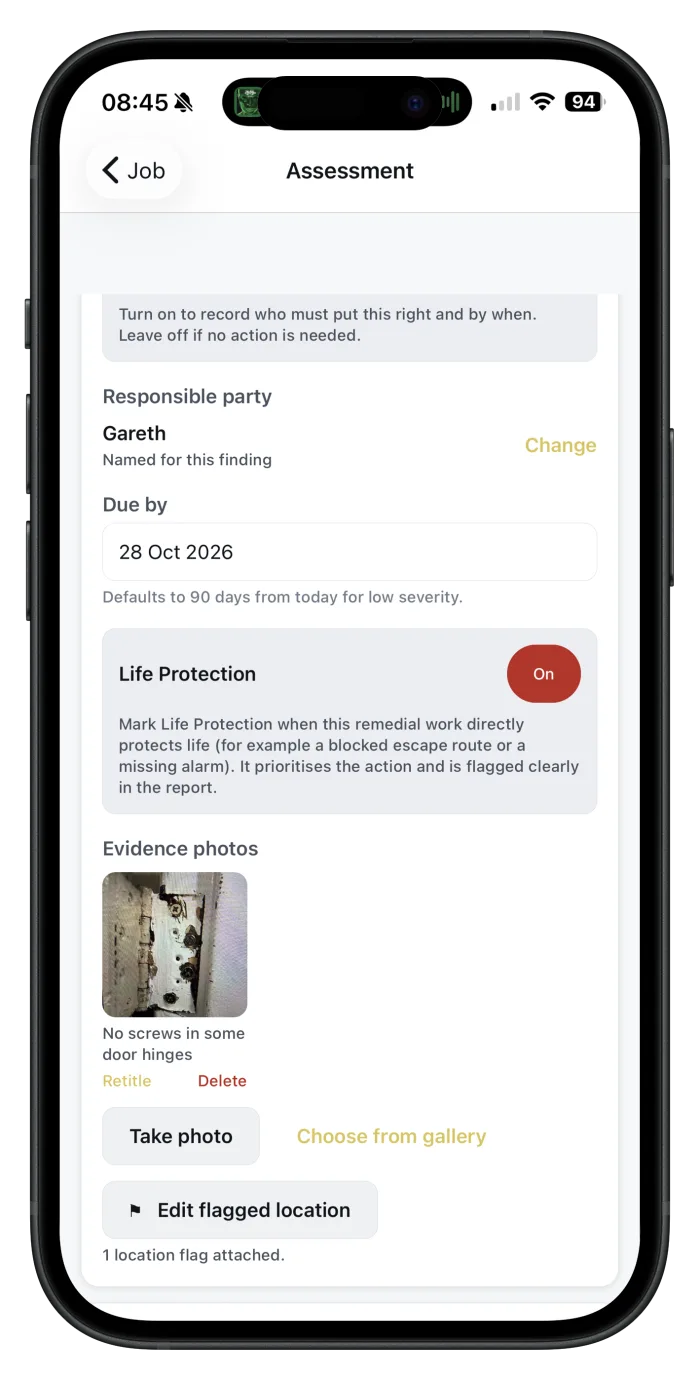 08:45
94
Job
Assessment
Turn on to record who must put this right and by when.
Leave off if no action is needed.
Responsible party
Gareth
Named for this finding
Change
Due by
28 Oct 2026
Defaults to 90 days from today for low severity.
Life Protection
On
Mark Life Protection when this remedial work directly
protects life (for example a blocked escape route or a
missing alarm). It prioritises the action and is flagged clearly
in the report.
Evidence photos
No screws in some
door hinges
Retitle
Delete
Take photo
Choose from gallery
Edit flagged location
1 location flag attached.